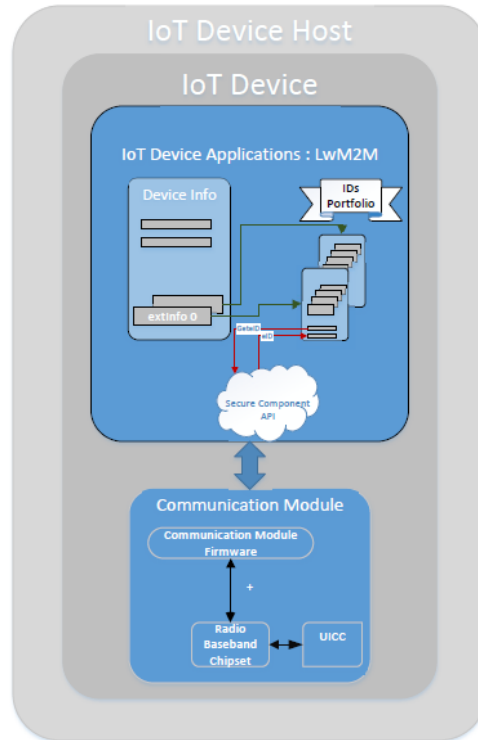 IoT Device Host
IoT Device
IoT Device Applications : LwM2M
IDs
Portfolio
Device Info
extInfo 0
GeteID
eID
Secure Component
API
Communication Module
Communication Module
Firmware
+
Radio
Baseband
Chipset
UICC